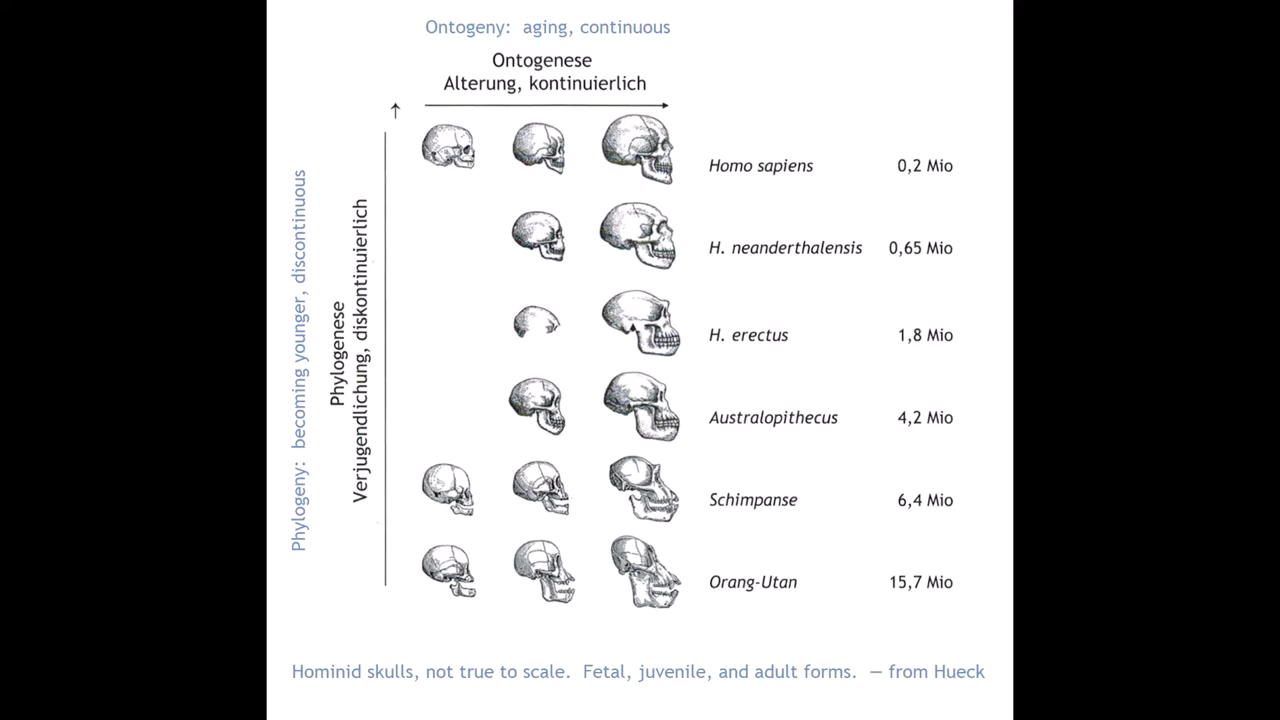 Ontogeny: aging, continuous
Ontogenese
Alterung, kontinuierlich
Phylogeny: becoming younger, discontinuous
Phylogenese
Verjugendlichung, diskontinuierlich
Homo sapiens 0,2 Mio
H. neanderthalensis 0,65 Mio
H. erectus 1,8 Mio
Australopithecus 4,2 Mio
Schimpanse 6,4 Mio
Orang-Utan 15,7 Mio
Hominid skulls, not true to scale. Fetal, juvenile, and adult forms. — from Hueck